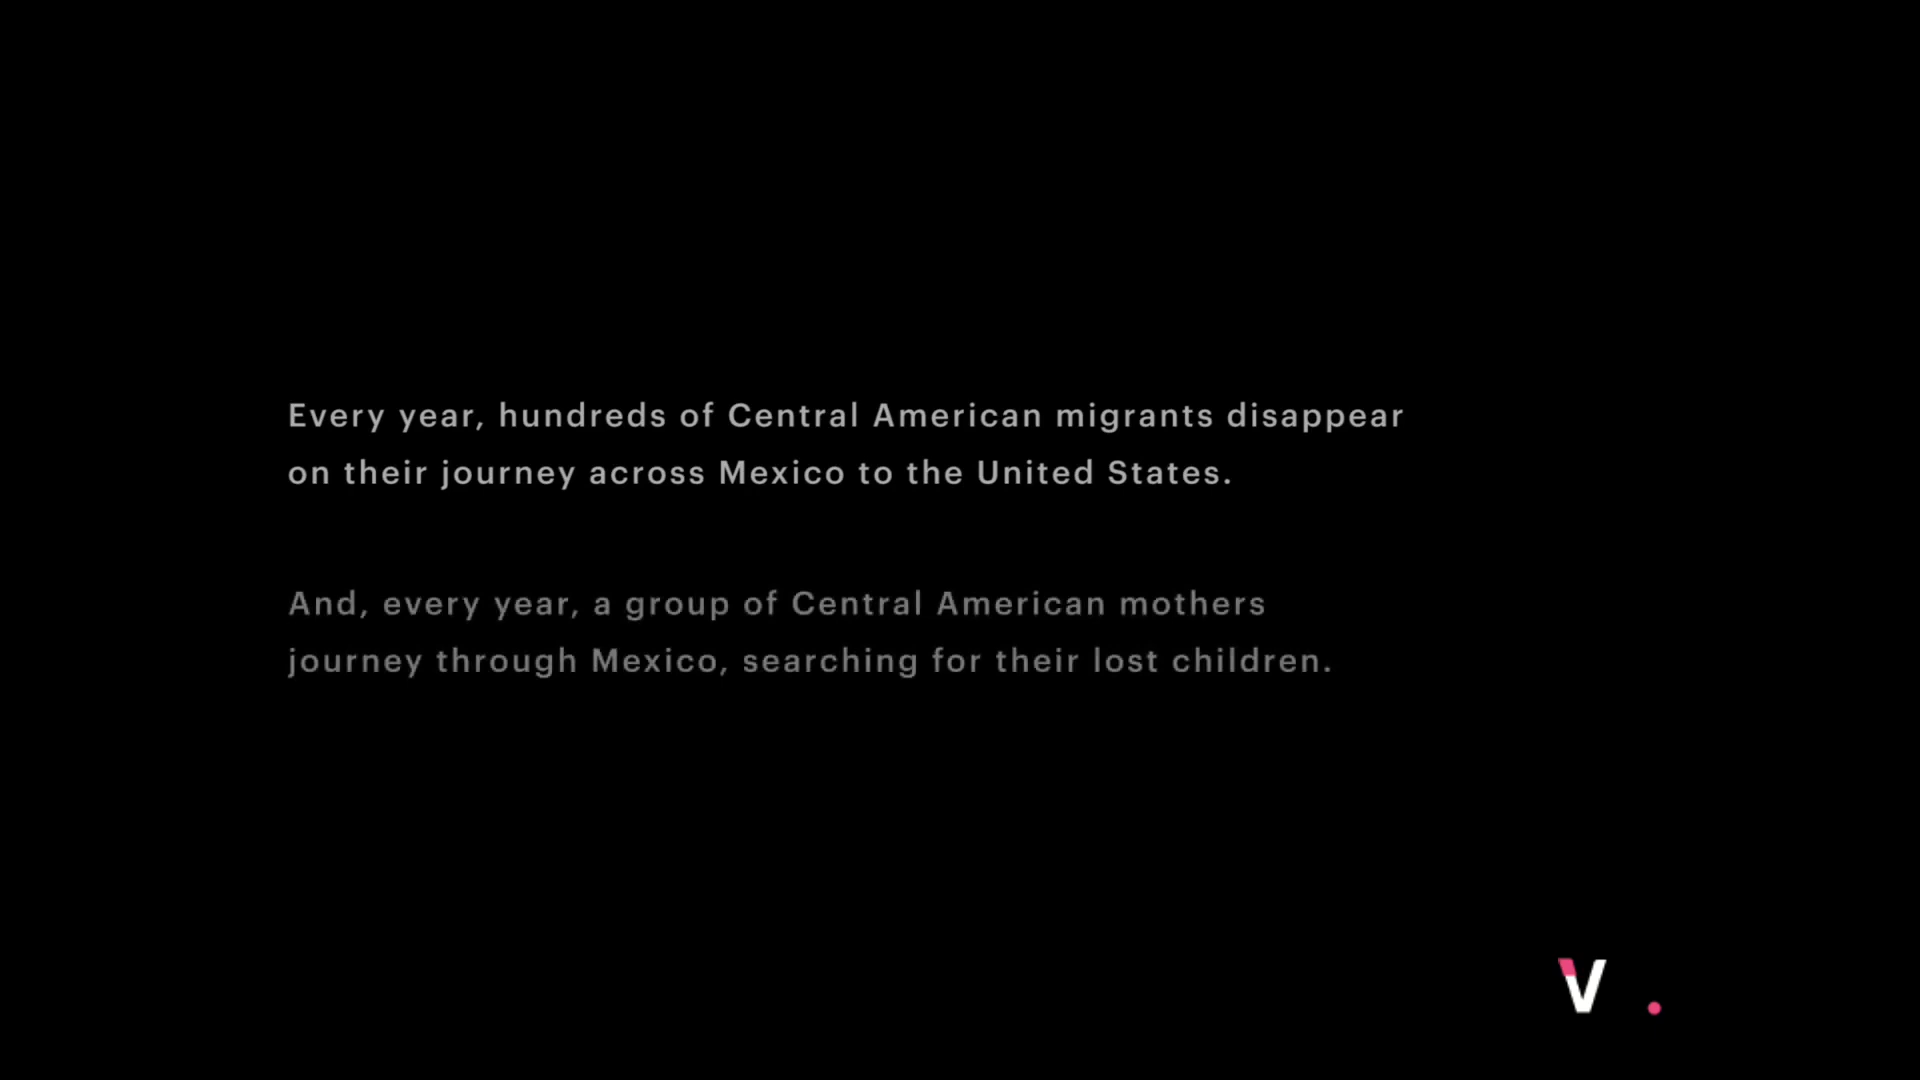 Every year, hundreds of Central American migrants disappear
on their journey across Mexico to the United States.
And, every year, a group of Central American mothers
journey through Mexico, searching for their lost children.
V .